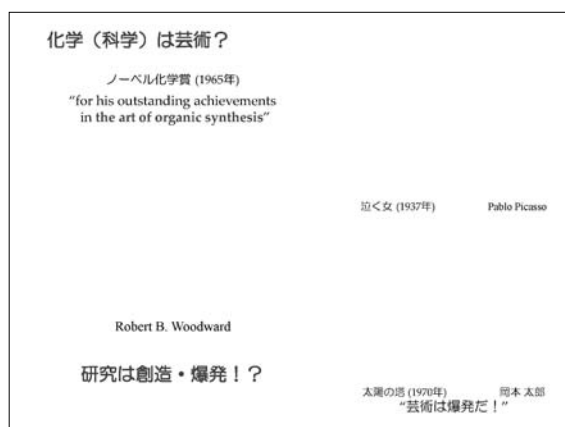 化学（科学）は芸術？
ノーベル化学賞 (1965年)
“for his outstanding achievements
in the art of organic synthesis”
泣く女 (1937年) Pablo Picasso
Robert B. Woodward
研究は創造・爆発！？
太陽の塔 (1970年) 岡本 太郎
“芸術は爆発だ！”